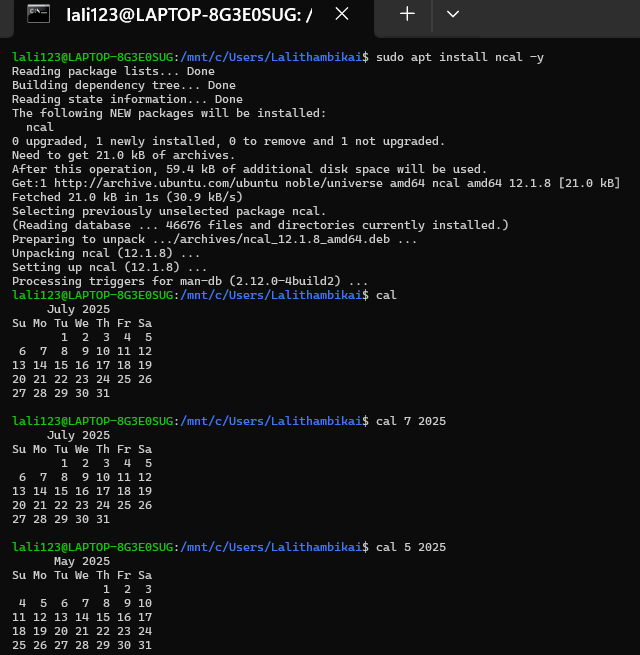 lali123@LAPTOP-8G3E0SUG: /
lali123@LAPTOP-8G3E0SUG:/mnt/c/Users/Lalithambikai$ sudo apt install ncal -y
Reading package lists... Done
Building dependency tree... Done
Reading state information... Done
The following NEW packages will be installed:
  ncal
0 upgraded, 1 newly installed, 0 to remove and 1 not upgraded.
Need to get 21.0 kB of archives.
After this operation, 59.4 kB of additional disk space will be used.
Get:1 http://archive.ubuntu.com/ubuntu noble/universe amd64 ncal amd64 12.1.8 [21.0 kB]
Fetched 21.0 kB in 1s (30.9 kB/s)
Selecting previously unselected package ncal.
(Reading database ... 46676 files and directories currently installed.)
Preparing to unpack .../archives/ncal_12.1.8_amd64.deb ...
Unpacking ncal (12.1.8) ...
Setting up ncal (12.1.8) ...
Processing triggers for man-db (2.12.0-4build2) ...
lali123@LAPTOP-8G3E0SUG:/mnt/c/Users/Lalithambikai$ cal
     July 2025
Su Mo Tu We Th Fr Sa
       1  2  3  4  5
 6  7  8  9 10 11 12
13 14 15 16 17 18 19
20 21 22 23 24 25 26
27 28 29 30 31
lali123@LAPTOP-8G3E0SUG:/mnt/c/Users/Lalithambikai$ cal 7 2025
     July 2025
Su Mo Tu We Th Fr Sa
       1  2  3  4  5
 6  7  8  9 10 11 12
13 14 15 16 17 18 19
20 21 22 23 24 25 26
27 28 29 30 31
lali123@LAPTOP-8G3E0SUG:/mnt/c/Users/Lalithambikai$ cal 5 2025
      May 2025
Su Mo Tu We Th Fr Sa
             1  2  3
 4  5  6  7  8  9 10
11 12 13 14 15 16 17
18 19 20 21 22 23 24
25 26 27 28 29 30 31